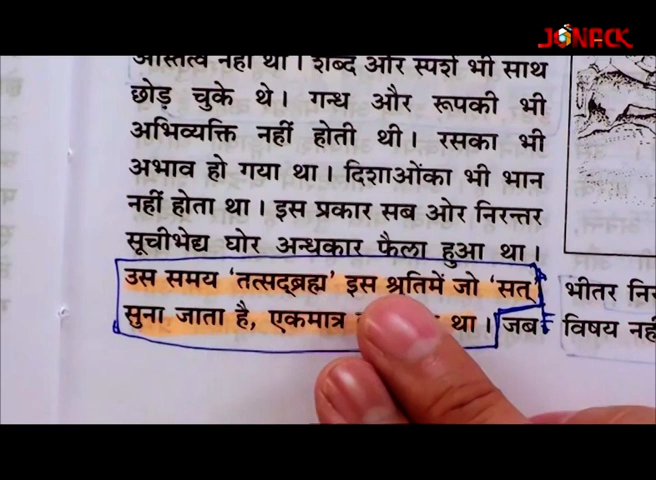 JONACK
अस्तित्व नहीं था। शब्द और स्पर्श भी साथ
छोड़ चुके थे। गन्ध और रूपकी भी
अभिव्यक्ति नहीं होती थी। रसका भी
अभाव हो गया था। दिशाओंका भी भान
नहीं होता था। इस प्रकार सब ओर निरन्तर
सूचीभेद्य घोर अन्धकार फैला हुआ था।
उस समय 'तत्सद्ब्रह्म' इस श्रुतिमें जो 'सत्'
सुना जाता है, एकमात्र था। जब
भीतर
विषय नहीं